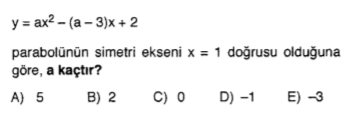 y = ax² – (a – 3)x + 2
parabolünün simetri ekseni x = 1 doğrusu olduğuna
göre, a kaçtır?
A) 5 B) 2 C) 0 D) –1 E) –3